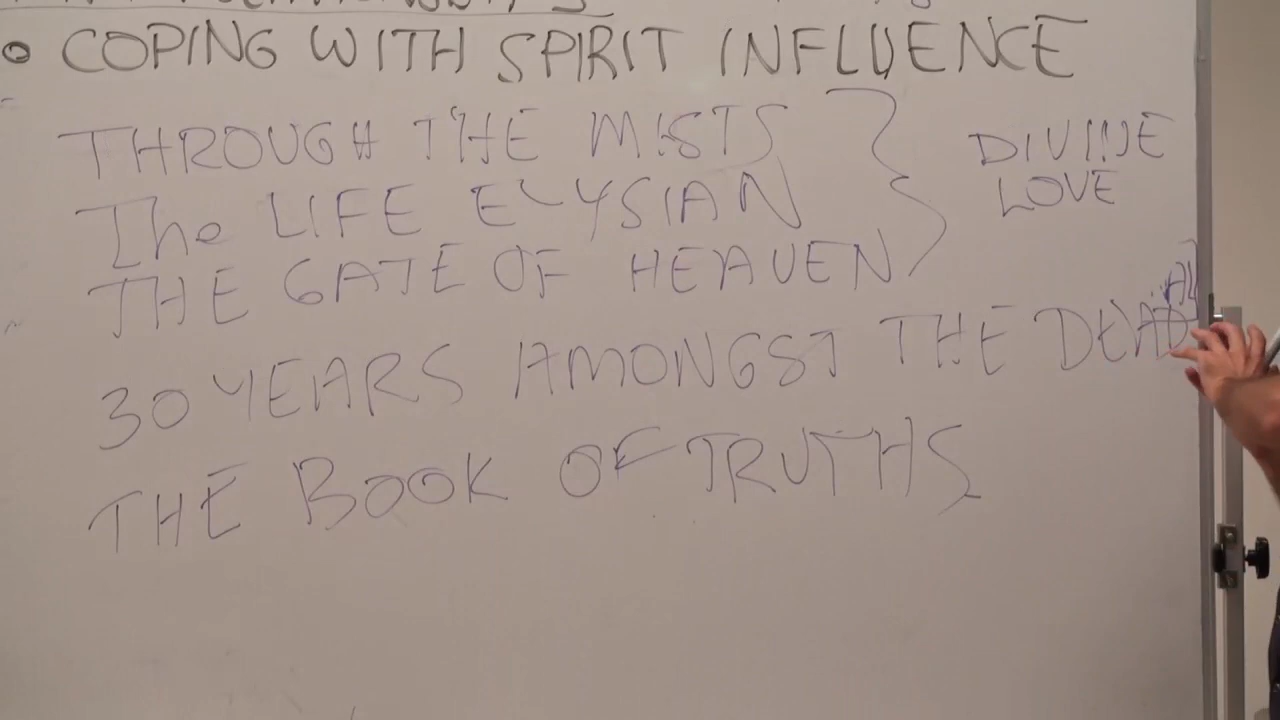 • COPING WITH SPIRIT INFLUENCE
THROUGH THE MISTS
The LIFE ELYSIAN
THE GATE OF HEAVEN
DIVINE
LOVE
30 YEARS AMONGST THE DEAD
THE BOOK OF TRUTHS